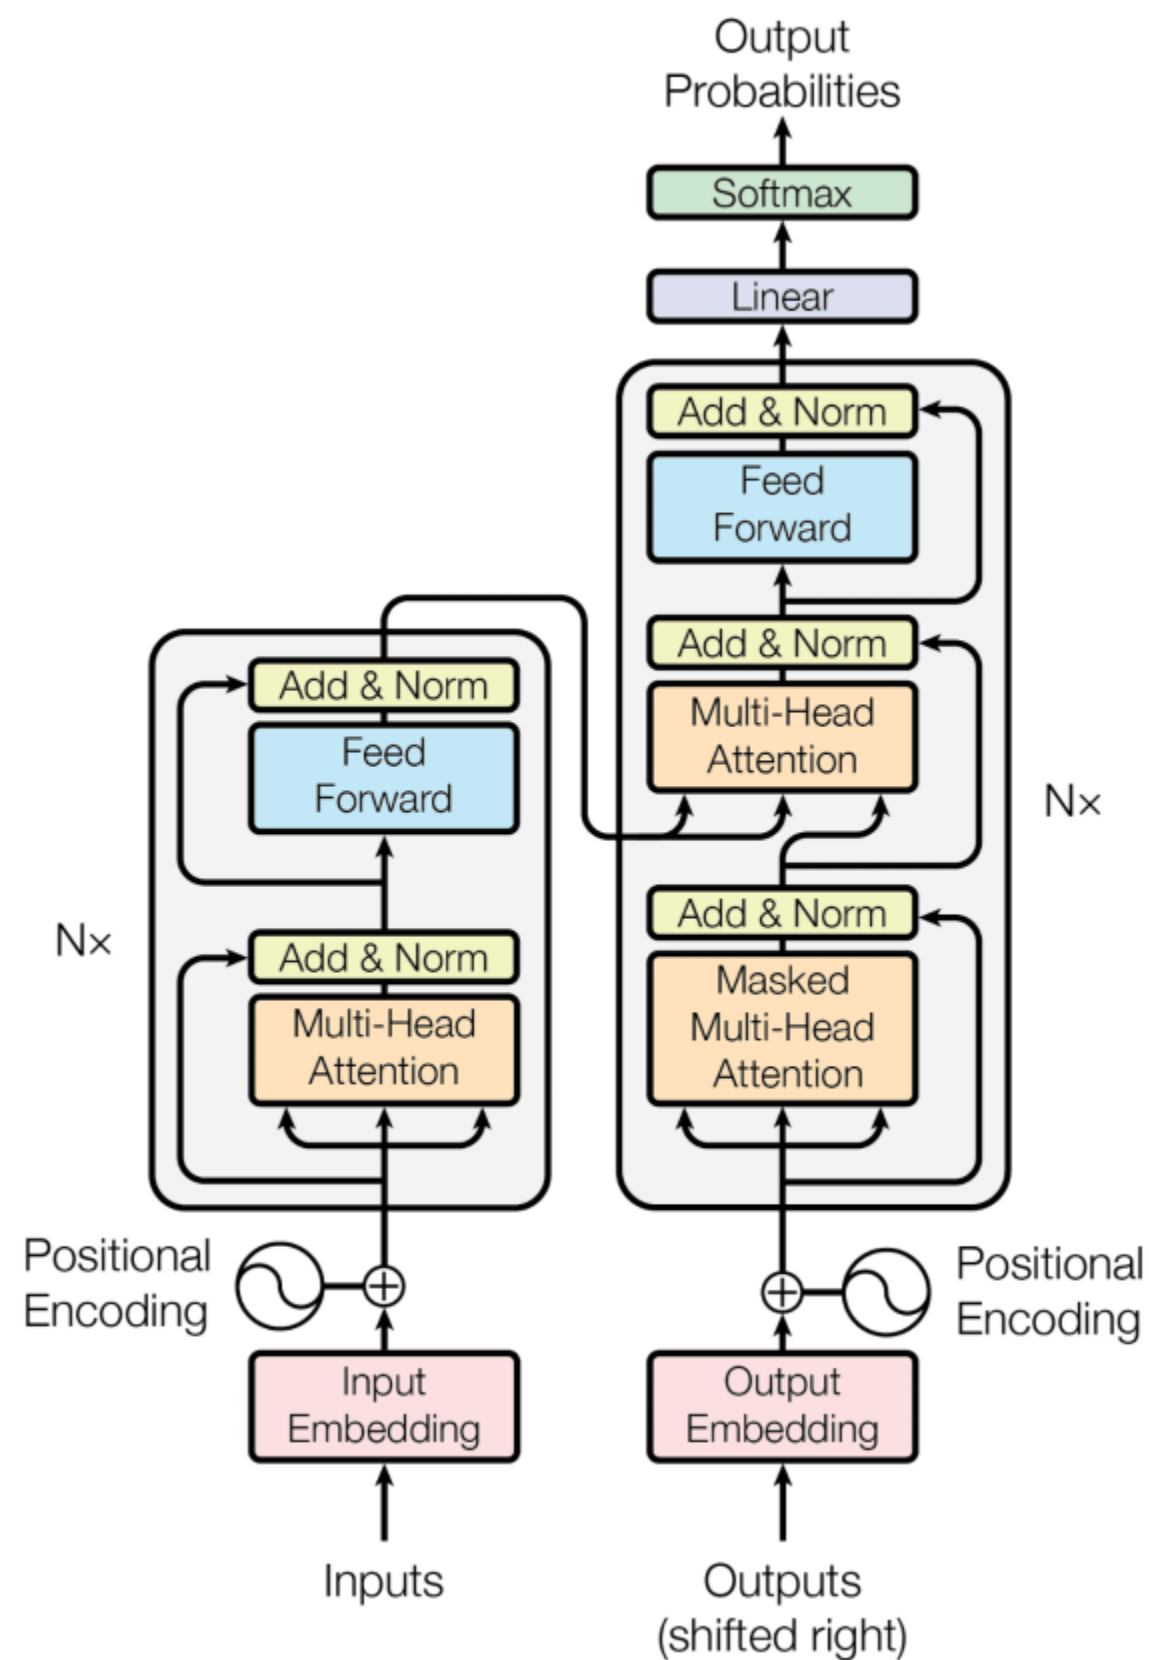 Output
Probabilities
Softmax
Linear
Add & Norm
Feed
Forward
Add & Norm
Multi-Head
Attention
Add & Norm
Masked
Multi-Head
Attention
N×
Add & Norm
Feed
Forward
Add & Norm
Multi-Head
Attention
N×
Positional
Encoding
Positional
Encoding
Input
Embedding
Output
Embedding
Inputs
Outputs
(shifted right)